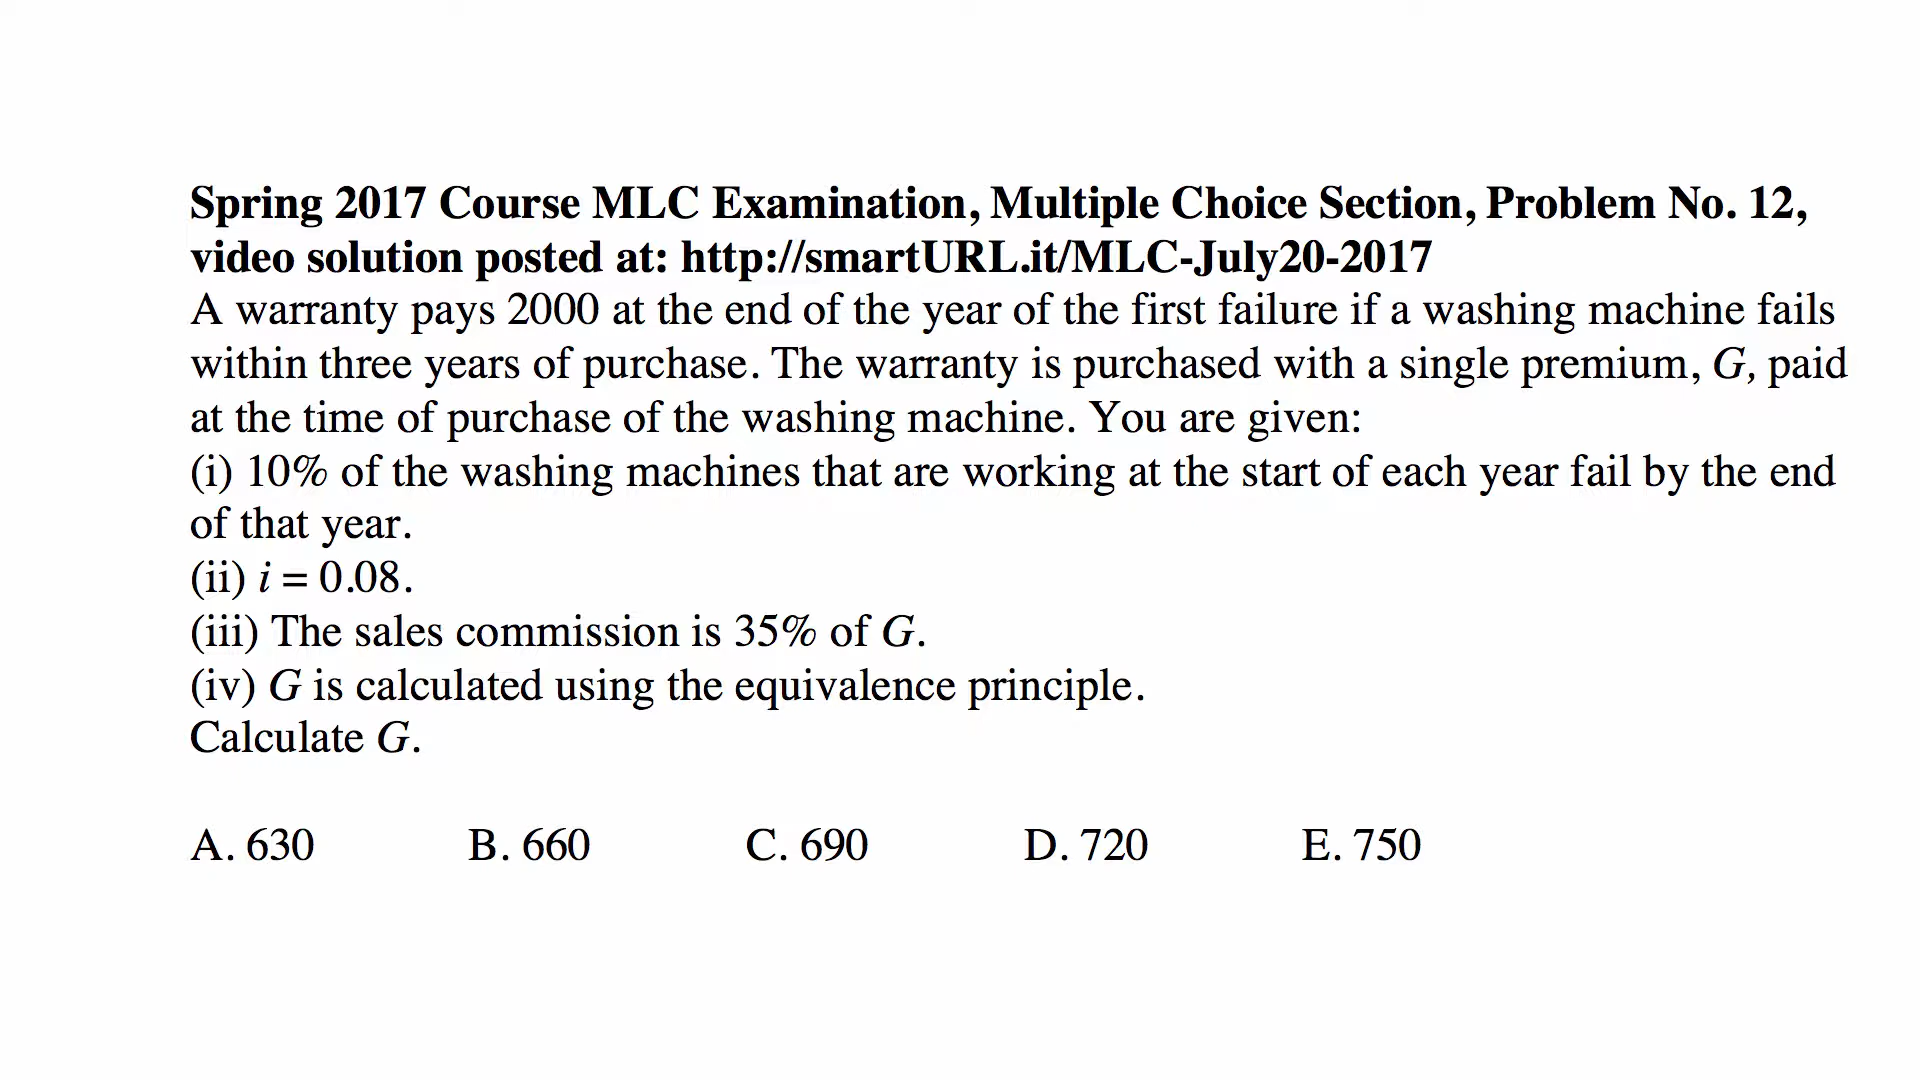 Spring 2017 Course MLC Examination, Multiple Choice Section, Problem No. 12,
video solution posted at: http://smartURL.it/MLC-July20-2017
A warranty pays 2000 at the end of the year of the first failure if a washing machine fails
within three years of purchase. The warranty is purchased with a single premium, G, paid
at the time of purchase of the washing machine. You are given:
(i) 10% of the washing machines that are working at the start of each year fail by the end
of that year.
(ii) i = 0.08.
(iii) The sales commission is 35% of G.
(iv) G is calculated using the equivalence principle.
Calculate G.
A. 630 B. 660 C. 690 D. 720 E. 750